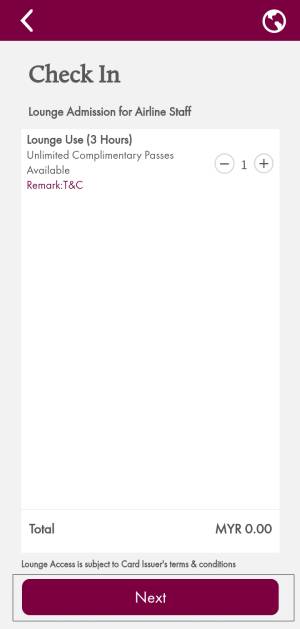 Check In
Lounge Admission for Airline Staff
Lounge Use (3 Hours)
Unlimited Complimentary Passes
Available
Remark:T&C
1
Total MYR 0.00
Lounge Access is subject to Card Issuer's terms & conditions
Next